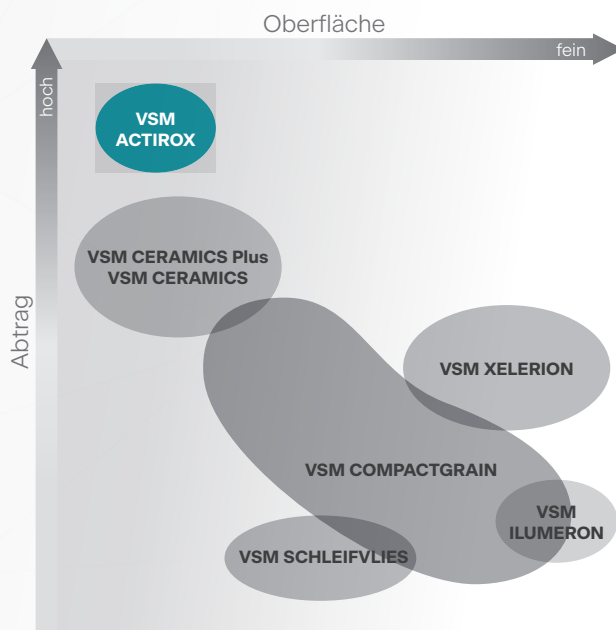 Oberfläche
fein
hoch
VSM
ACTIROX
VSM CERAMICS Plus
VSM CERAMICS
Abtrag
VSM XELERION
VSM COMPACTGRAIN
VSM
ILUMERON
VSM SCHLEIFVLIES